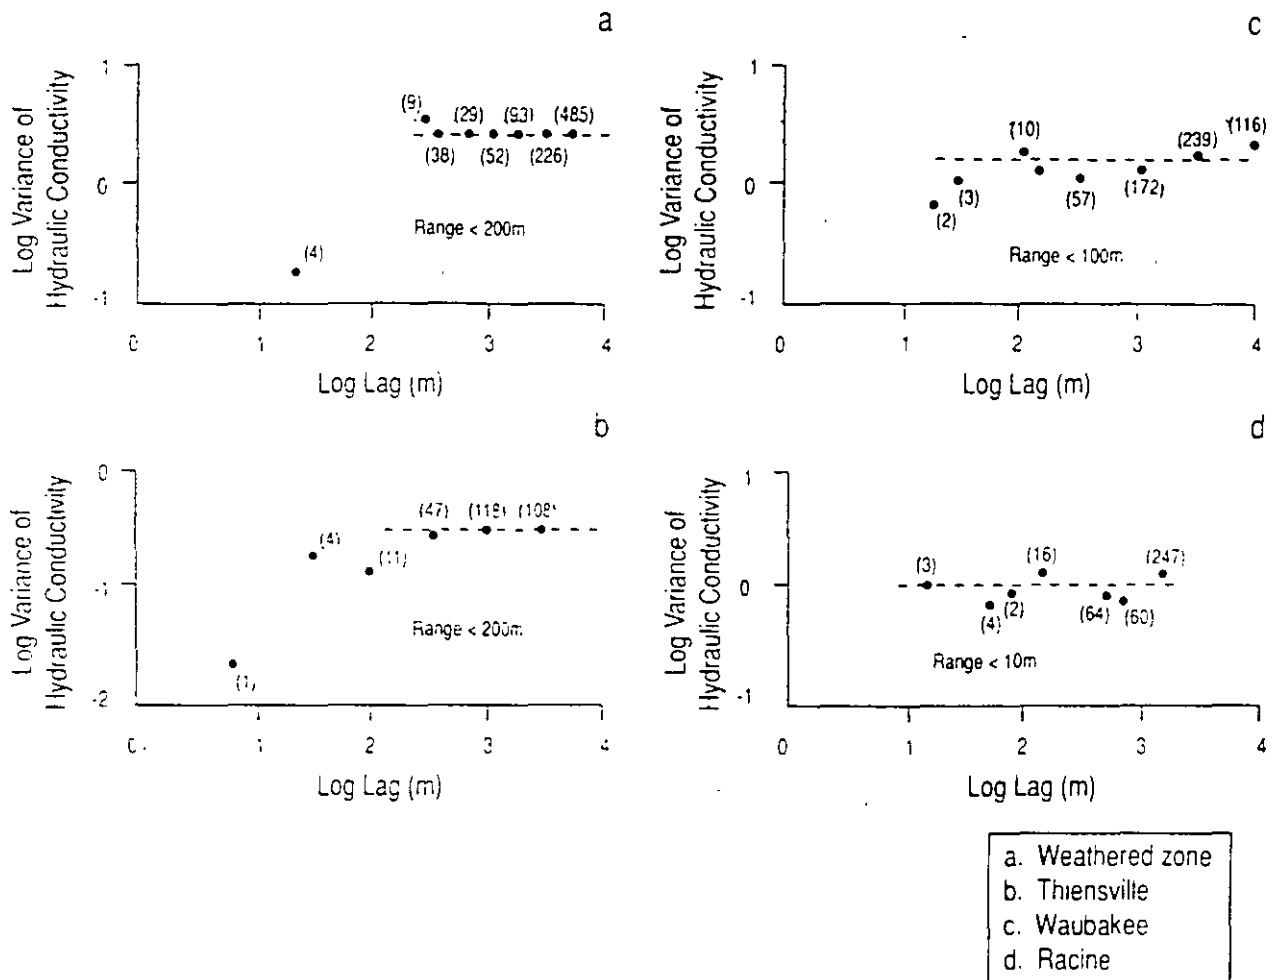 a
Log Variance of
Hydraulic Conductivity
1
0
-1
(9)
(29)
(93)
(485)
(38)
(52)
(226)
(4)
Range < 200m
0
1
2
3
4
Log Lag (m)
c
Log Variance of
Hydraulic Conductivity
1
0
-1
(10)
(239)
(116)
(3)
(2)
(57)
(172)
Range < 100m
0
1
2
3
4
Log Lag (m)
b
Log Variance of
Hydraulic Conductivity
0
-1
-2
(47)
(118)
(108)
(4)
(11)
(1)
Range < 200m
0
1
2
3
4
Log Lag (m)
d
Log Variance of
Hydraulic Conductivity
1
0
-1
(3)
(16)
(247)
(4)
(2)
(64)
(60)
Range < 10m
0
1
2
3
4
Log Lag (m)
a. Weathered zone
b. Thiensville
c. Waubakee
d. Racine